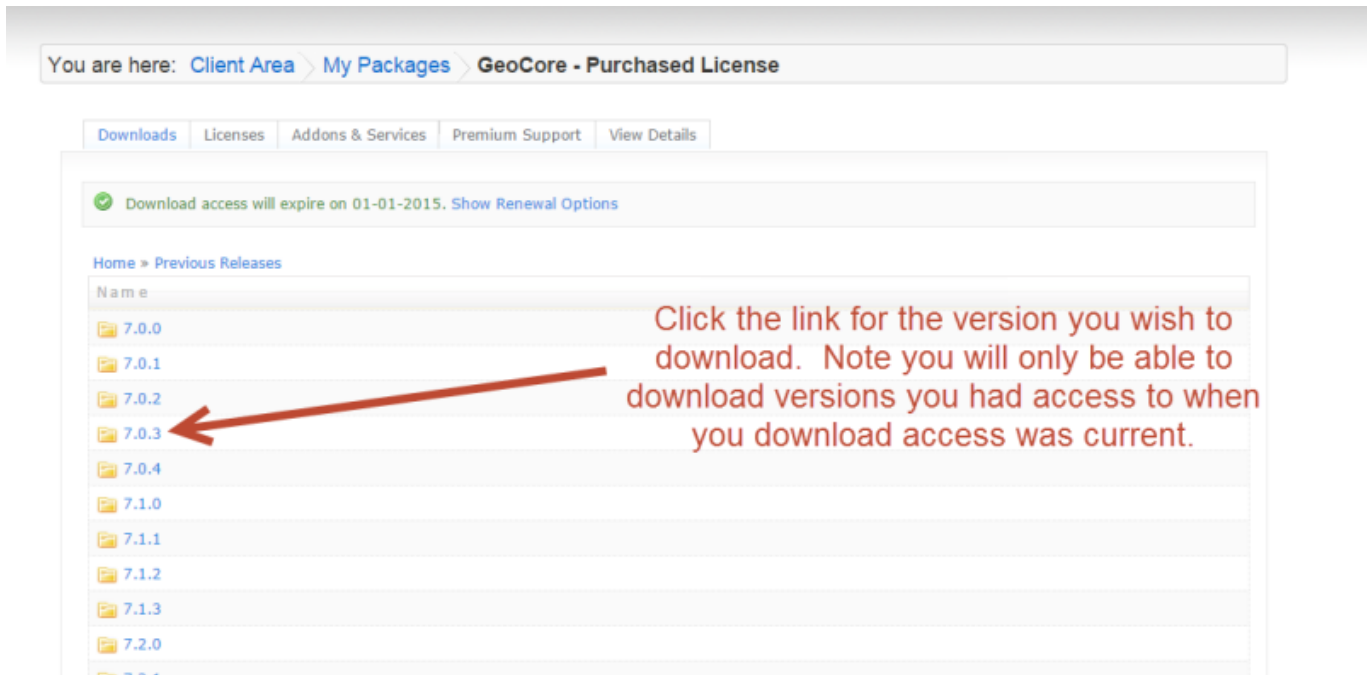 You are here: Client Area My Packages GeoCore - Purchased License
Downloads Licenses Addons & Services Premium Support View Details
Download access will expire on 01-01-2015. Show Renewal Options
Home » Previous Releases
Name
7.0.0
7.0.1
7.0.2
7.0.3
7.0.4
7.1.0
7.1.1
7.1.2
7.1.3
7.2.0
Click the link for the version you wish to
download. Note you will only be able to
download versions you had access to when
you download access was current.